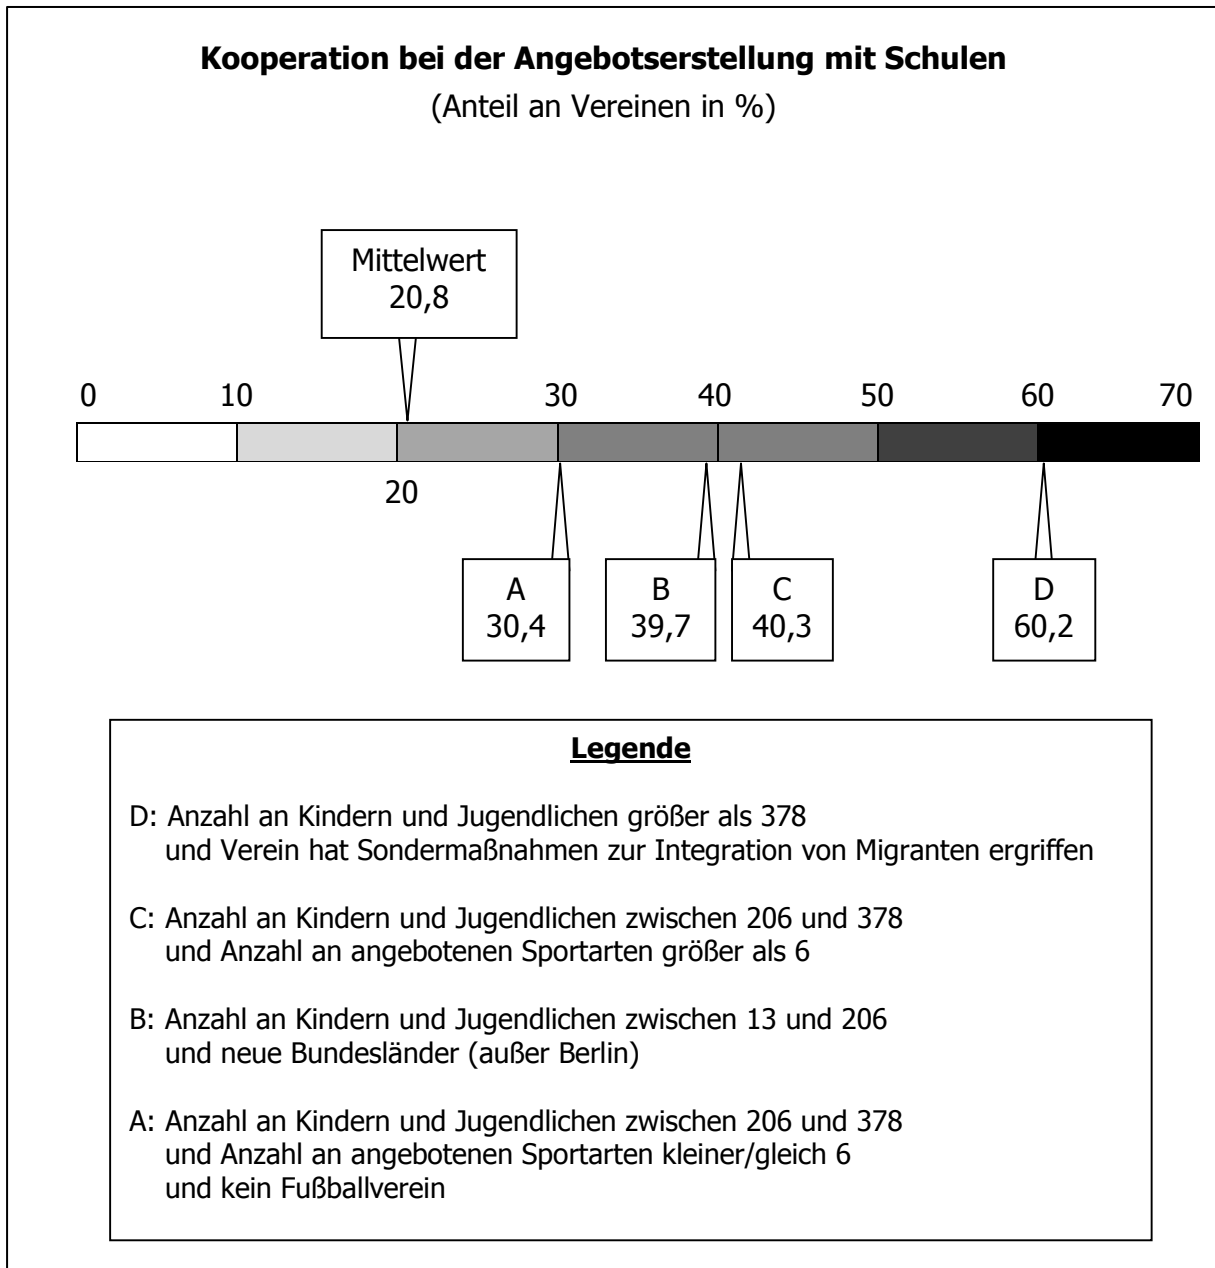 Kooperation bei der Angebotserstellung mit Schulen
(Anteil an Vereinen in %)
Mittelwert
20,8
0 10 30 40 50 60 70
20
A
30,4
B
39,7
C
40,3
D
60,2
Legende
D: Anzahl an Kindern und Jugendlichen größer als 378
und Verein hat Sondermaßnahmen zur Integration von Migranten ergriffen
C: Anzahl an Kindern und Jugendlichen zwischen 206 und 378
und Anzahl an angebotenen Sportarten größer als 6
B: Anzahl an Kindern und Jugendlichen zwischen 13 und 206
und neue Bundesländer (außer Berlin)
A: Anzahl an Kindern und Jugendlichen zwischen 206 und 378
und Anzahl an angebotenen Sportarten kleiner/gleich 6
und kein Fußballverein